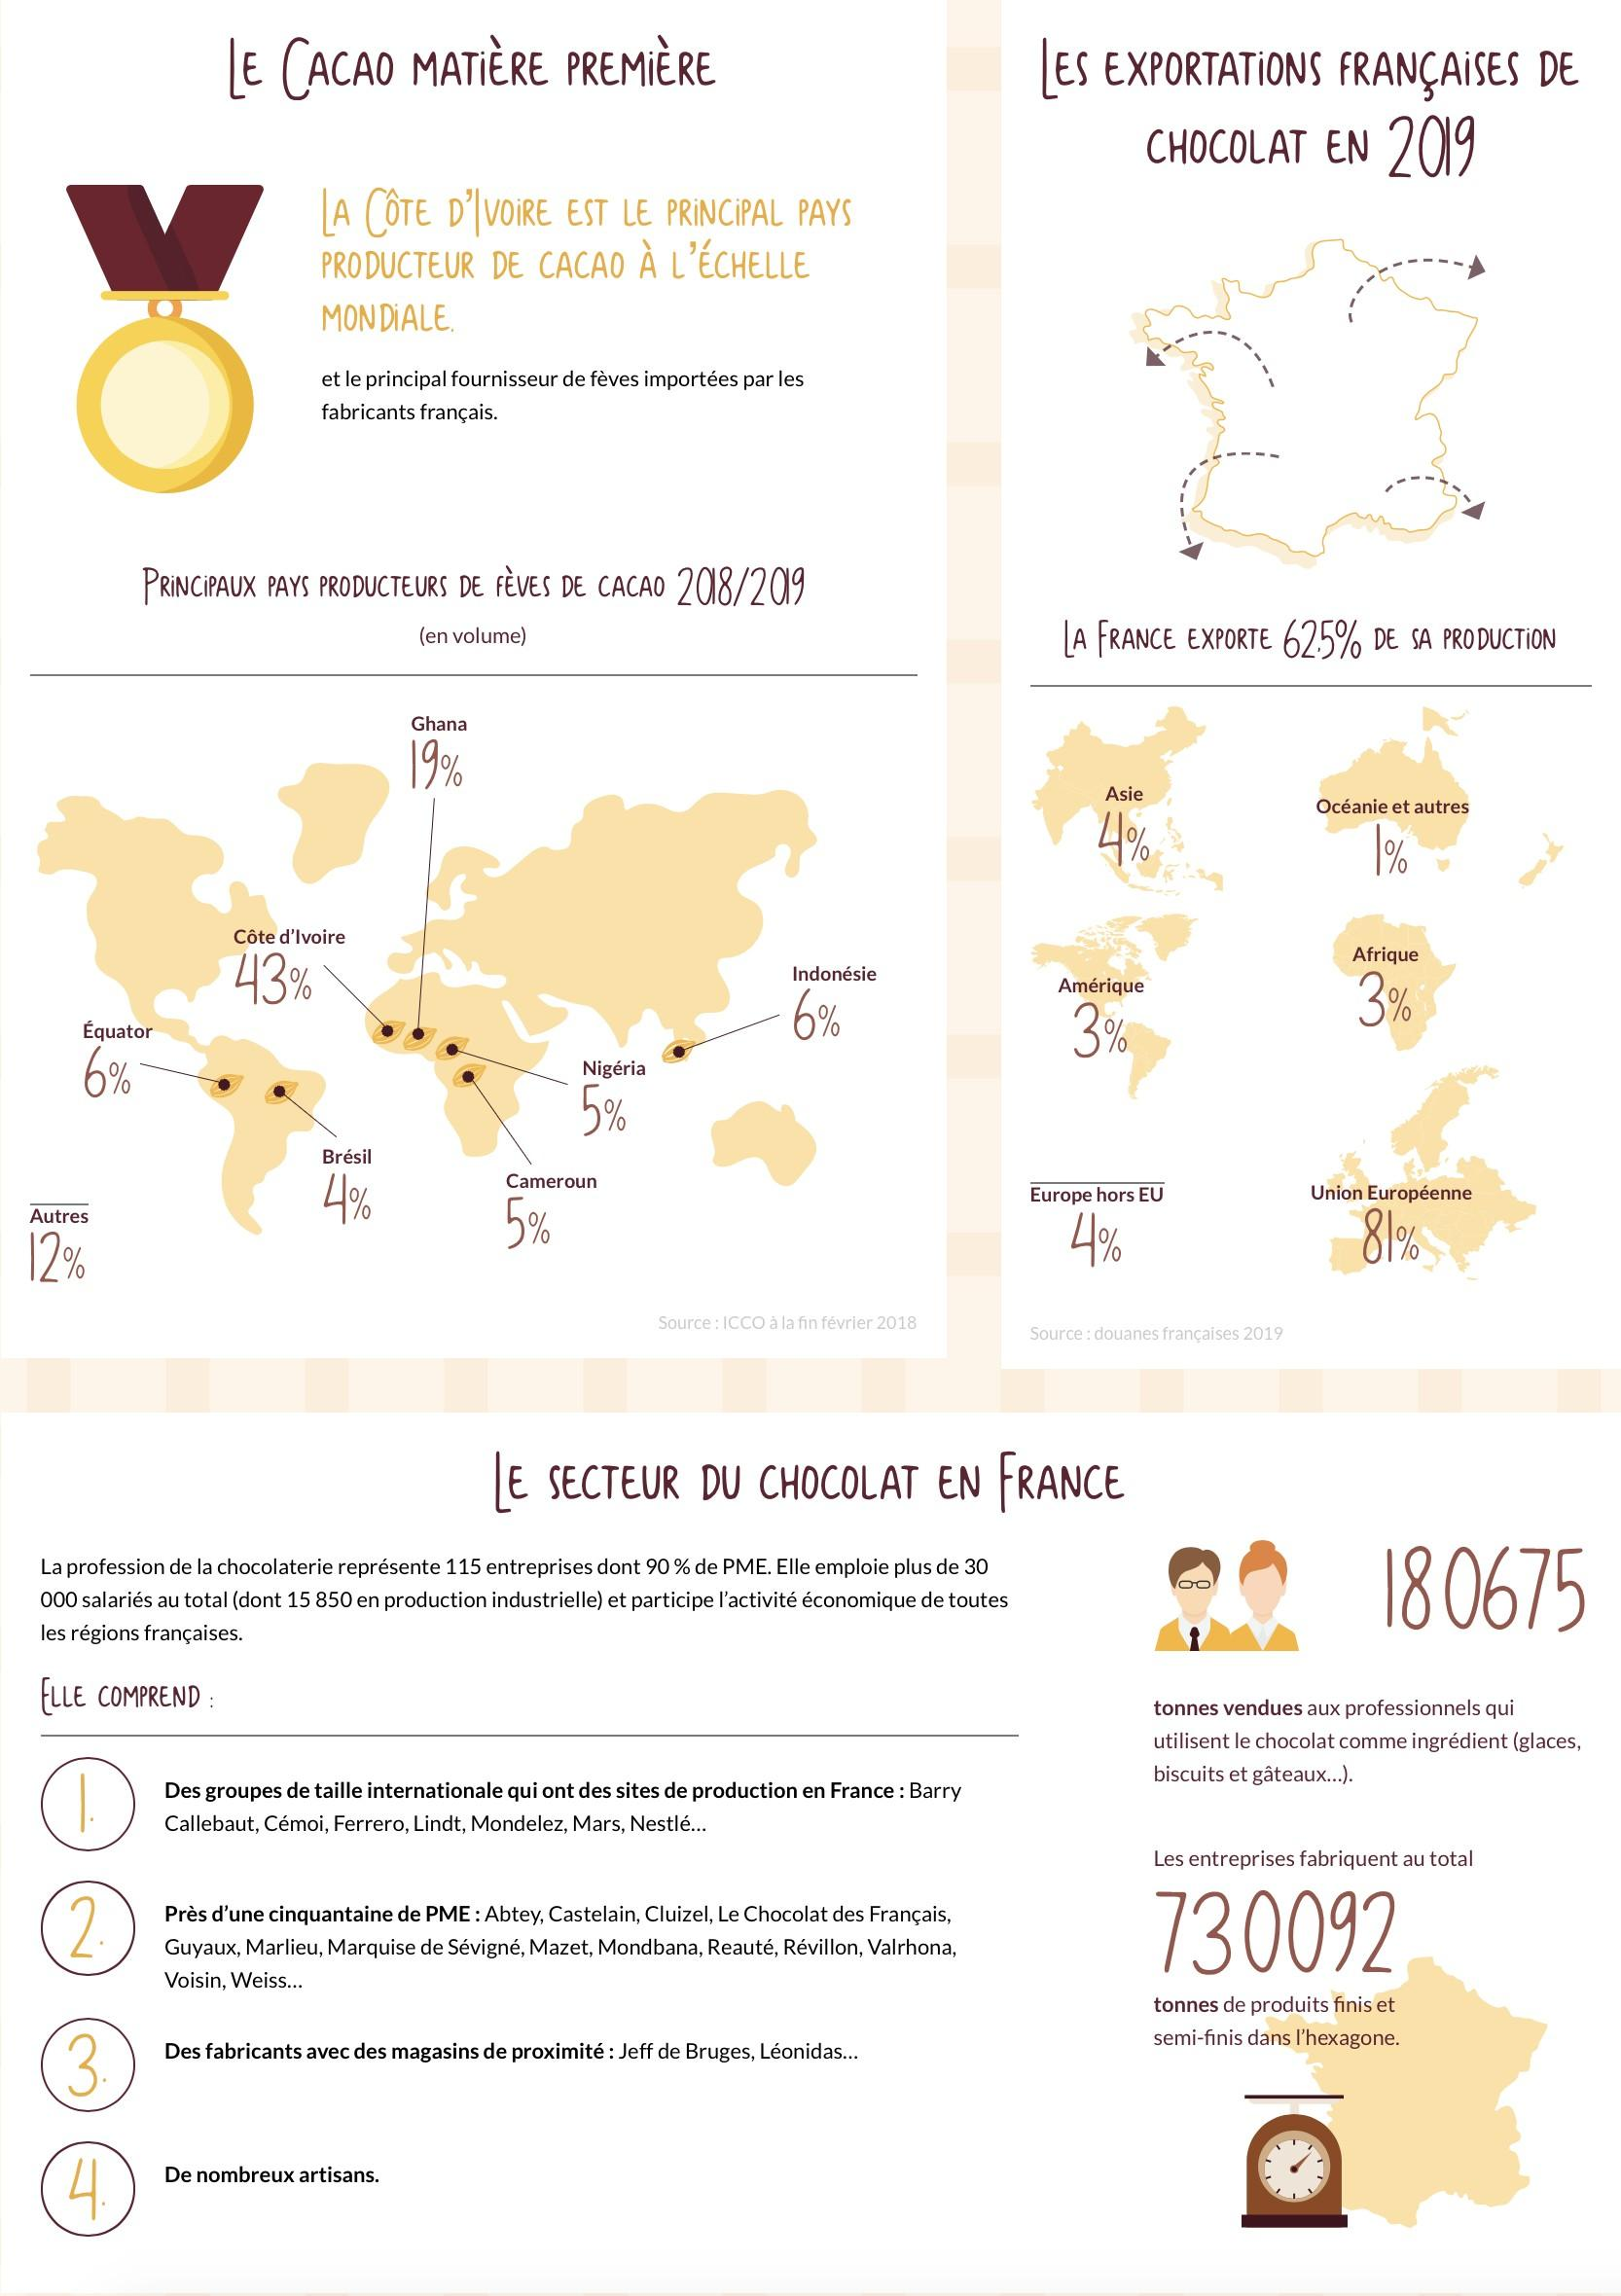 Le Cacao matière première
La Côte d'Ivoire est le principal pays
producteur de cacao à l'échelle
mondiale.
et le principal fournisseur de fèves importées par les
fabricants français.
Principaux pays producteurs de fèves de cacao 2018/2019
(en volume)
Ghana
19%
Côte d'Ivoire
43%
Indonésie
6%
Équator
6%
Nigéria
5%
Brésil
4%
Cameroun
5%
Autres
12%
Source : ICCO à la fin février 2018
Les exportations françaises de
chocolat en 2019
La France exporte 62,5% de sa production
Asie
4%
Océanie et autres
1%
Amérique
3%
Afrique
3%
Europe hors EU
4%
Union Européenne
81%
Source : douanes françaises 2019
Le secteur du chocolat en France
La profession de la chocolaterie représente 115 entreprises dont 90 % de PME. Elle emploie plus de 30
000 salariés au total (dont 15 850 en production industrielle) et participe l'activité économique de toutes
les régions françaises.
Elle comprend :
1.
Des groupes de taille internationale qui ont des sites de production en France : Barry
Callebaut, Cémoi, Ferrero, Lindt, Mondelez, Mars, Nestlé...
2.
Près d'une cinquantaine de PME : Abtey, Castelain, Cluizel, Le Chocolat des Français,
Guyaux, Marlieu, Marquise de Sévigné, Mazet, Mondbana, Reauté, Révillon, Valrhona,
Voisin, Weiss...
3.
Des fabricants avec des magasins de proximité : Jeff de Bruges, Léonidas...
4.
De nombreux artisans.
180675
tonnes vendues aux professionnels qui
utilisent le chocolat comme ingrédient (glaces,
biscuits et gâteaux...).
Les entreprises fabriquent au total
730092
tonnes de produits finis et
semi-finis dans l'hexagone.